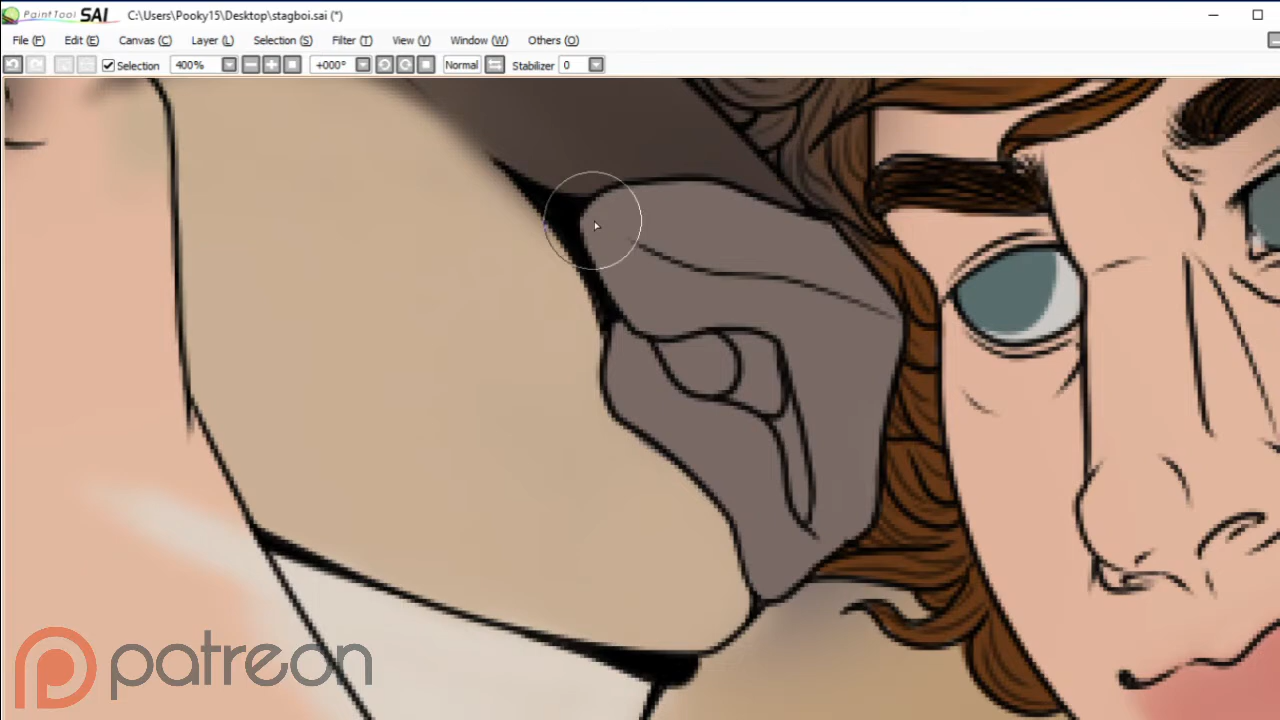 PaintTool SAI C:\Users\Pooky15\Desktop\stagboi.sai (*)
File (F) Edit (E) Canvas (C) Layer (L) Selection (S) Filter (T) View (V) Window (W) Others (O)
Selection 400% +000° Normal Stabilizer 0
patreon